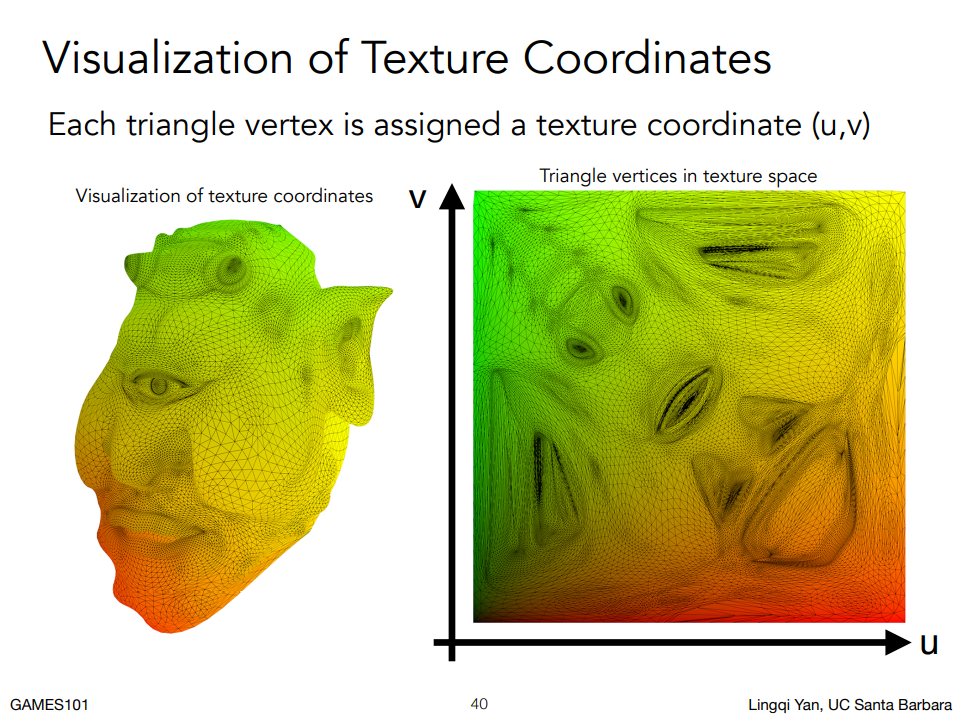 Visualization of Texture Coordinates
Each triangle vertex is assigned a texture coordinate (u,v)
Visualization of texture coordinates
Triangle vertices in texture space
v
u
GAMES101
40
Lingqi Yan, UC Santa Barbara